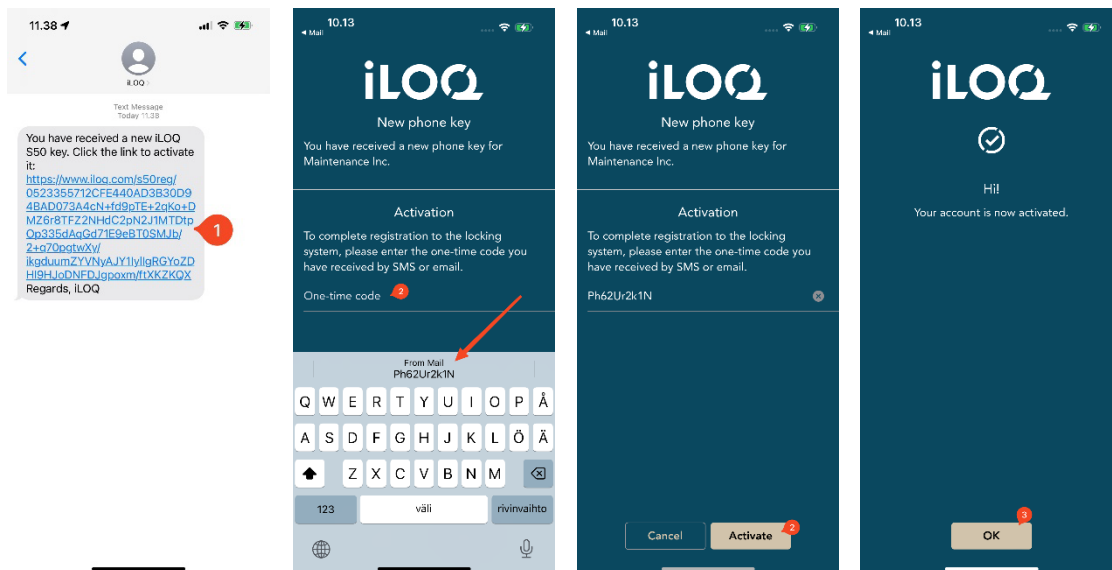 11.38
iLOQ
Text Message
Today 11.38
You have received a new iLOQ
S50 key. Click the link to activate
it:
https://www.iloq.com/s50reg/
0523355712CFE440AD3B30D9
4BAD073A4cN+fd9pTE+2qKo+D
MZ6r8TFZ2NHdC2pN2J1MTDtp
Op335dAqGd71E9eBT0SMJb/
2+q70pgtwXy/
ikgduumZYVNyAJY1IyIlgRGYoZD
HI9HJoDNFDJgpoxm/ftXKZKQX
Regards, iLOQ
1
10.13
Mail
iLOQ
New phone key
You have received a new phone key for
Maintenance Inc.
Activation
To complete registration to the locking
system, please enter the one-time code you
have received by SMS or email.
One-time code
2
From Mail
Ph62Ur2k1N
Q W E R T Y U I O P Å
A S D F G H J K L Ö Ä
Z X C V B N M
123 väli rivinvaihto
10.13
Mail
iLOQ
New phone key
You have received a new phone key for
Maintenance Inc.
Activation
To complete registration to the locking
system, please enter the one-time code you
have received by SMS or email.
Ph62Ur2k1N
Cancel Activate
2
10.13
Mail
iLOQ
Hi!
Your account is now activated.
3
OK